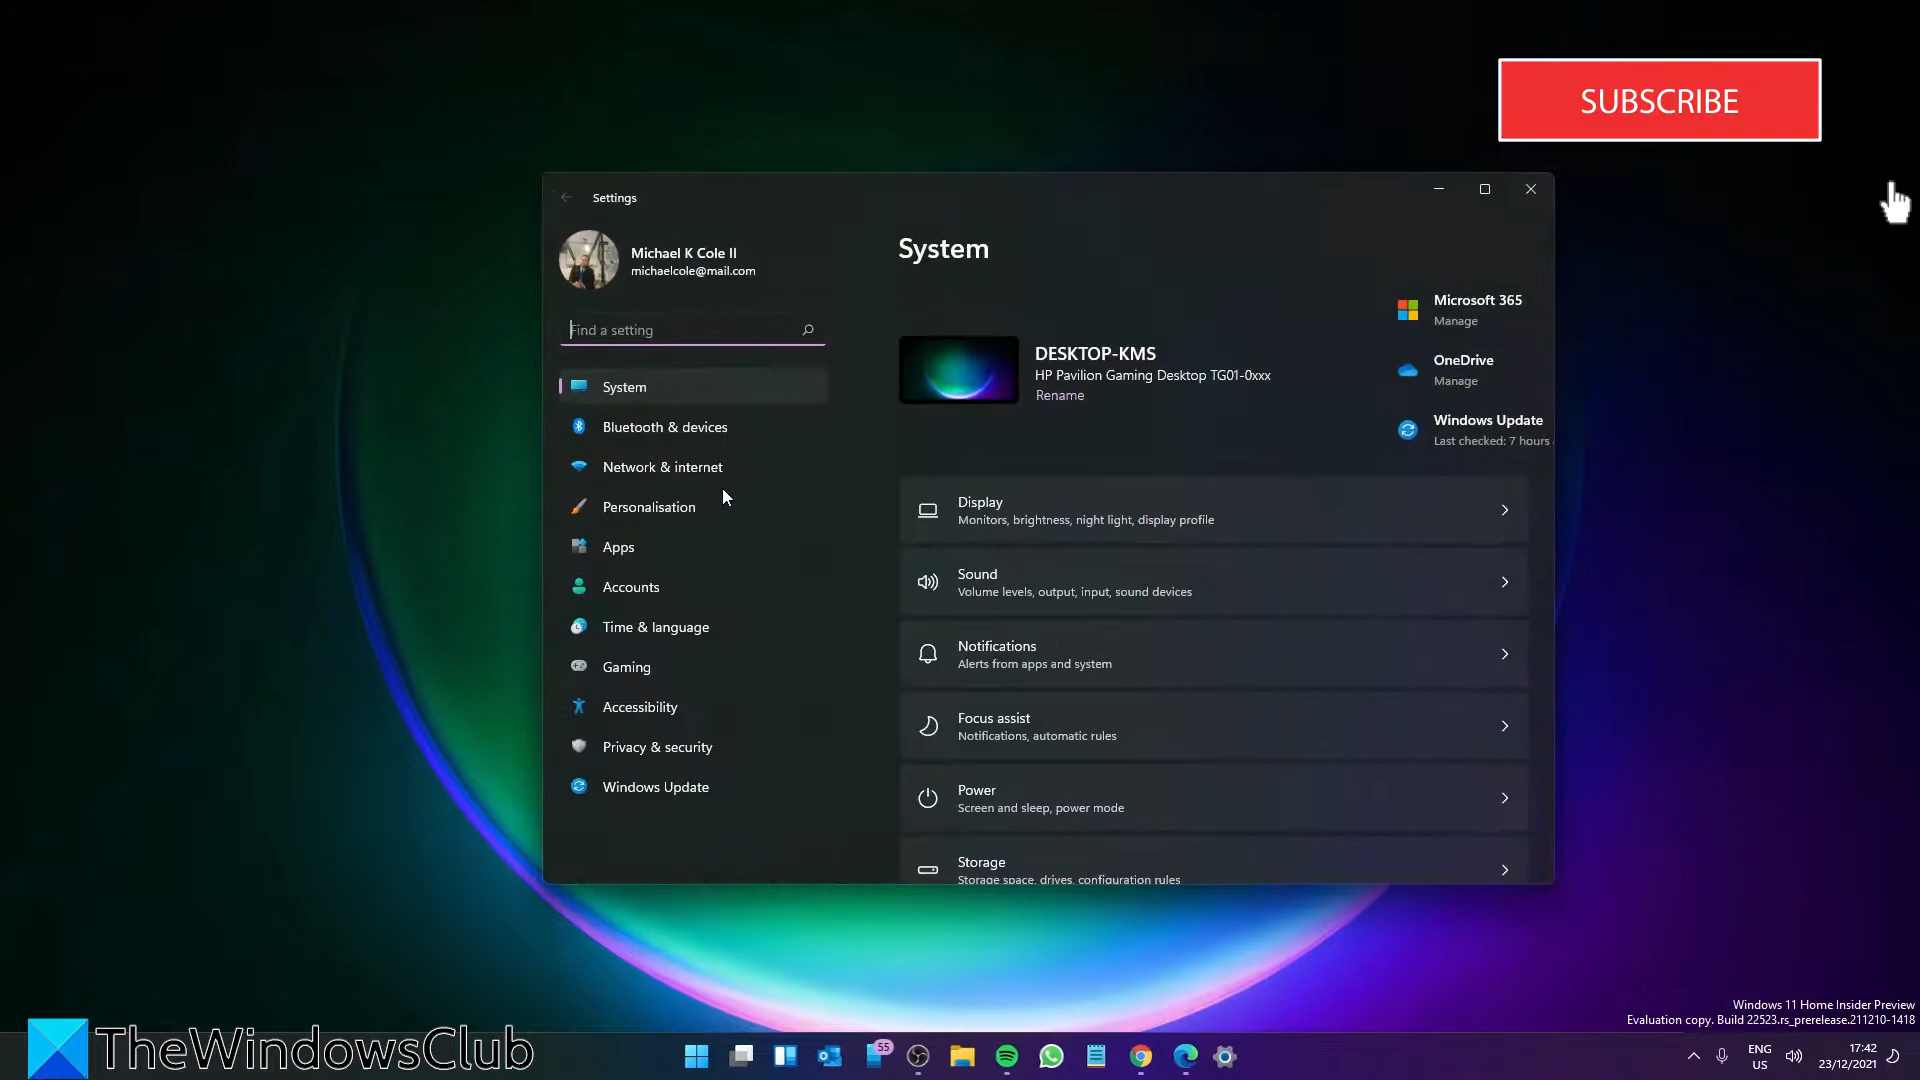 SUBSCRIBE
Settings
Michael K Cole II
michaelcole@mail.com
Find a setting
System
Bluetooth & devices
Network & internet
Personalisation
Apps
Accounts
Time & language
Gaming
Accessibility
Privacy & security
Windows Update
System
DESKTOP-KMS
HP Pavilion Gaming Desktop TG01-0xxx
Rename
Microsoft 365
Manage
OneDrive
Manage
Windows Update
Last checked: 7 hours
Display
Monitors, brightness, night light, display profile
Sound
Volume levels, output, input, sound devices
Notifications
Alerts from apps and system
Focus assist
Notifications, automatic rules
Power
Screen and sleep, power mode
Storage
Storage space, drives, configuration rules
Windows 11 Home Insider Preview
Evaluation copy. Build 22523.rs_prerelease.211210-1418
TheWindowsClub
55
ENG
US
17:42
23/12/2021